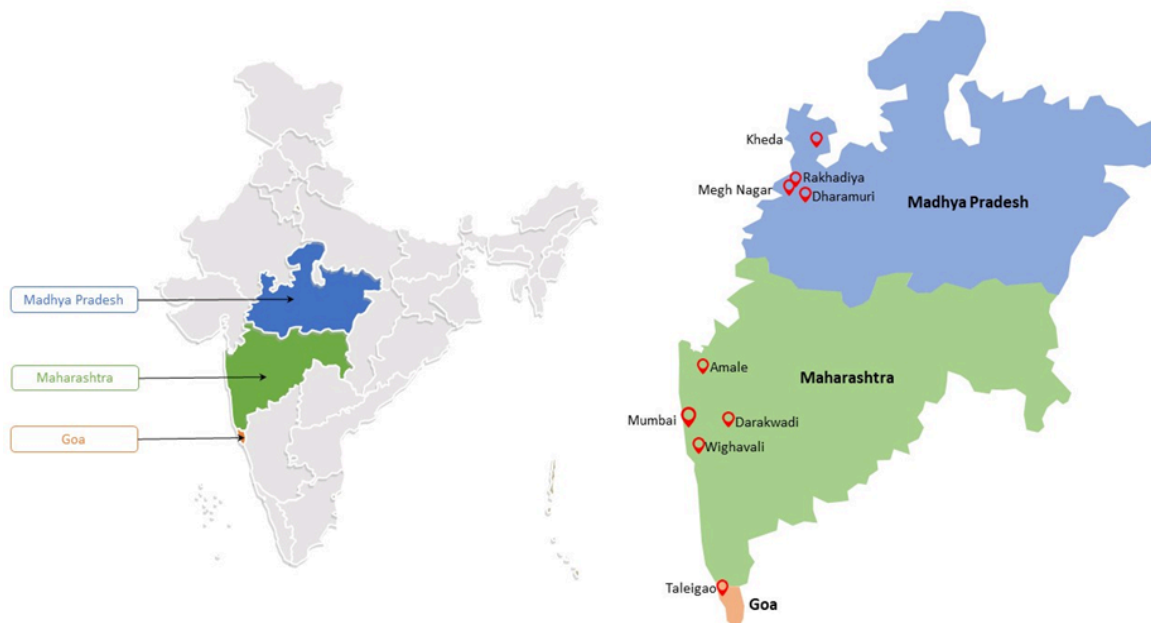 Madhya Pradesh
Maharashtra
Goa
Kheda
Rakhadiya
Megh Nagar
Dharamuri
Madhya Pradesh
Amale
Maharashtra
Mumbai
Darakwadi
Wighavali
Taleigao
Goa